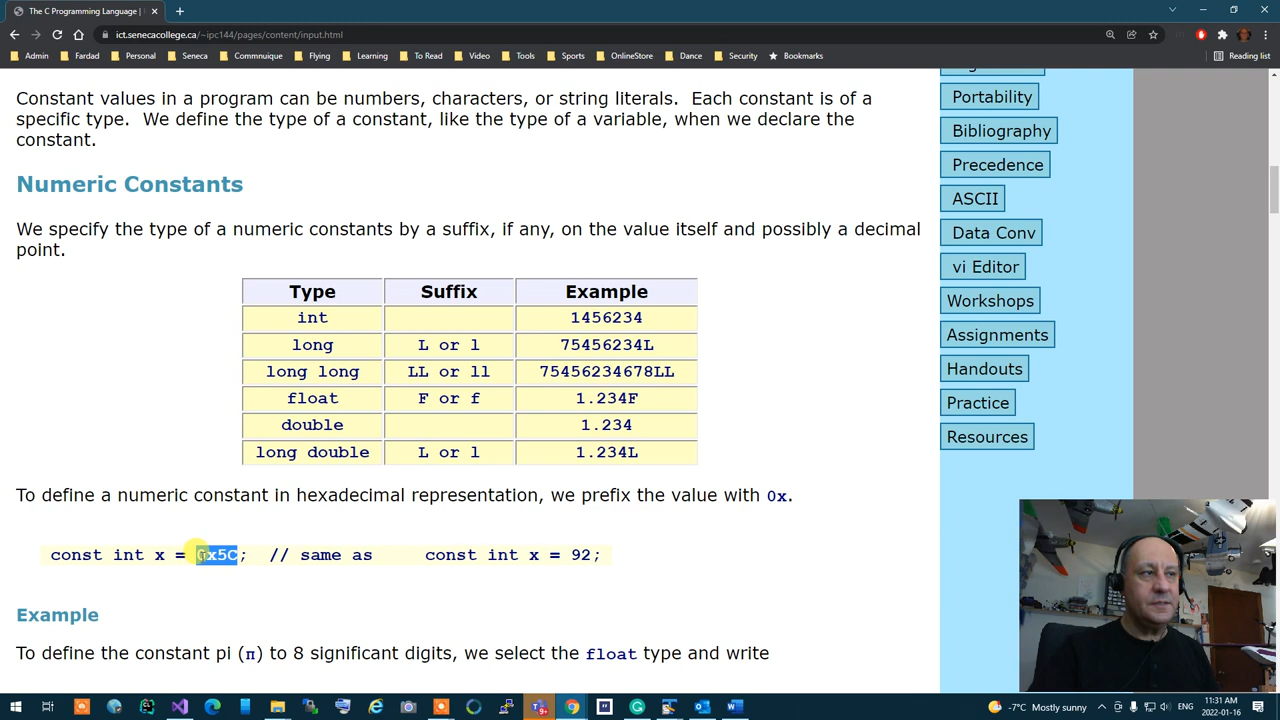 The C Programming Language |
ict.senecacollege.ca/~ipc144/pages/content/input.html
Admin Fardad Personal Seneca Commnuique Flying Learning To Read Video Tools Sports OnlineStore Dance Security Bookmarks Reading list
Constant values in a program can be numbers, characters, or string literals.  Each constant is of a
specific type.  We define the type of a constant, like the type of a variable, when we declare the
constant.
Numeric Constants
We specify the type of a numeric constants by a suffix, if any, on the value itself and possibly a decimal
point.
Type Suffix Example
int 1456234
long L or l 75456234L
long long LL or ll 75456234678LL
float F or f 1.234F
double 1.234
long double L or l 1.234L
To define a numeric constant in hexadecimal representation, we prefix the value with 0x.
const int x = 0x5C;  // same as     const int x = 92;
Example
To define the constant pi (π) to 8 significant digits, we select the float type and write
Portability
Bibliography
Precedence
ASCII
Data Conv
vi Editor
Workshops
Assignments
Handouts
Practice
Resources
-7°C Mostly sunny
11:31 AM
2022-01-16